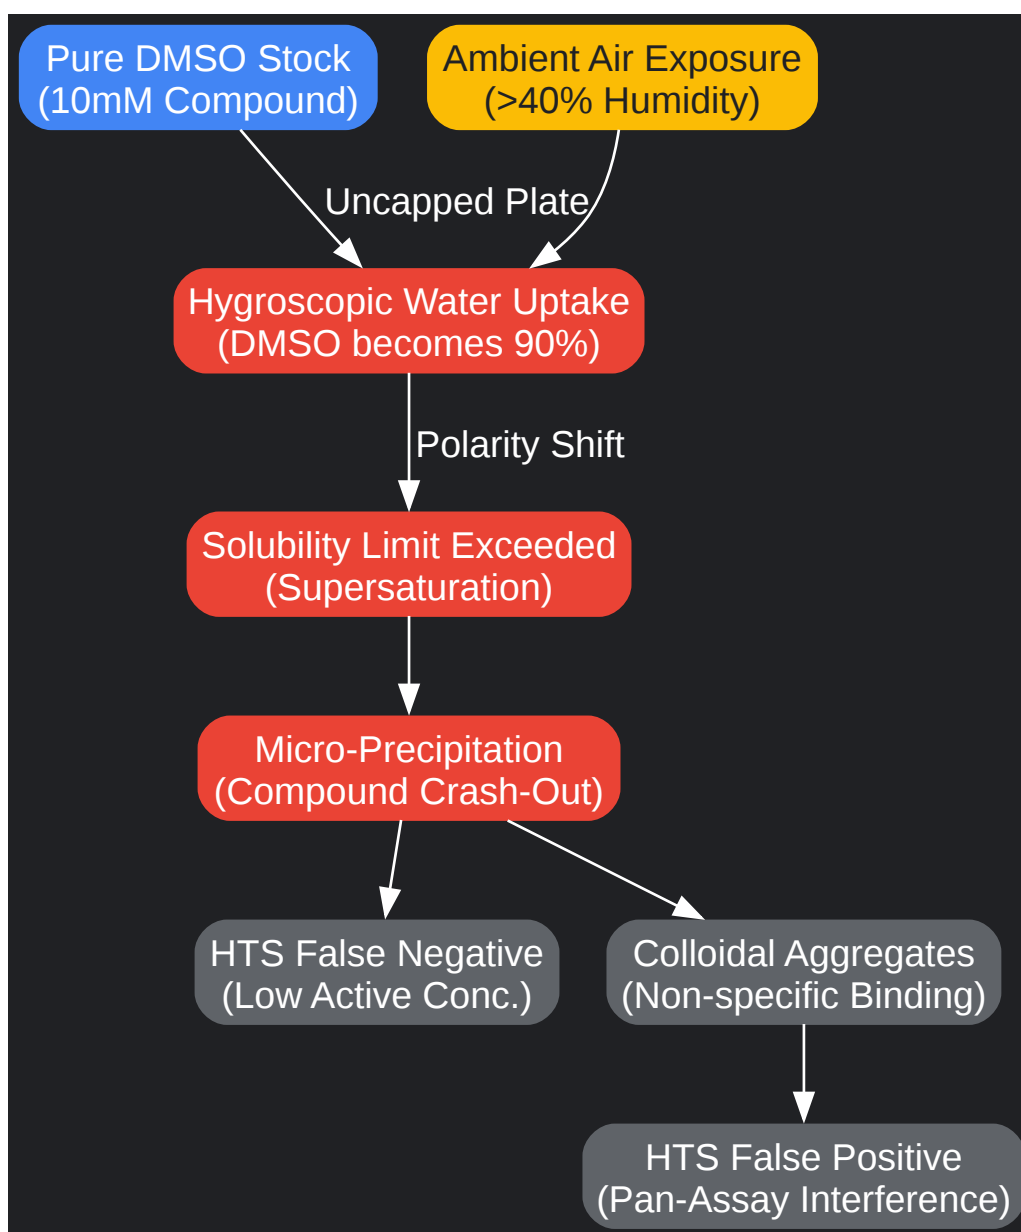 Pure DMSO Stock
(10mM Compound)
Ambient Air Exposure
(>40% Humidity)
Uncapped Plate
Hygroscopic Water Uptake
(DMSO becomes 90%)
Polarity Shift
Solubility Limit Exceeded
(Supersaturation)
Micro-Precipitation
(Compound Crash-Out)
HTS False Negative
(Low Active Conc.)
Colloidal Aggregates
(Non-specific Binding)
HTS False Positive
(Pan-Assay Interference)